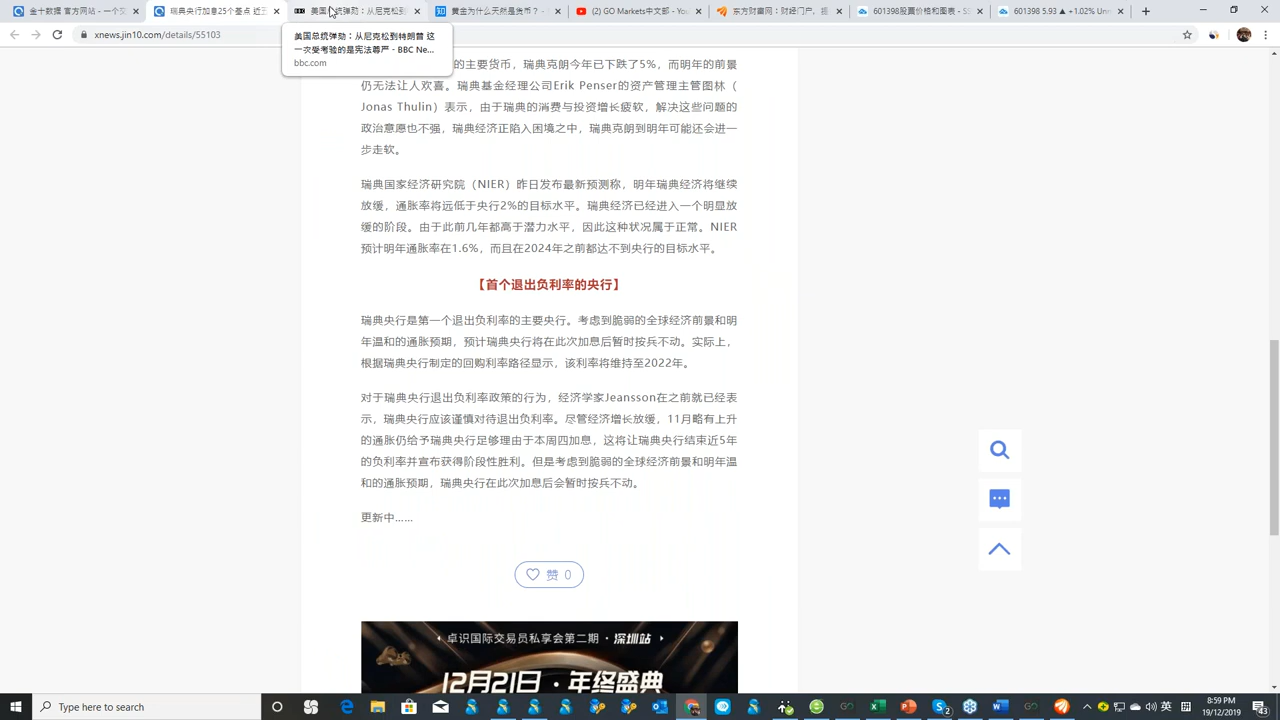 金十数据 官方网站 - 一个交
瑞典央行加息25个基点 近五
美国总统弹劾：从尼克松到
黄金为什么天然是货币？ -
(2) GO Markets+中文部 - You
东方财富网：财经门户，提
601398股票价格和图表 - SS
601398 5.93 ▲ +1.02% Unn
xnews.jin10.com/details/55103
美国总统弹劾：从尼克松到特朗普 这
一次受考验的是宪法尊严 - BBC Ne...
bbc.com
的主要货币，瑞典克朗今年已下跌了5%，而明年的前景
仍无法让人欢喜。瑞典基金经理公司Erik Penser的资产管理主管图林（
Jonas Thulin）表示，由于瑞典的消费与投资增长疲软，解决这些问题的
政治意愿也不强，瑞典经济正陷入困境之中，瑞典克朗到明年可能还会进一
步走软。
瑞典国家经济研究院（NIER）昨日发布最新预测称，明年瑞典经济将继续
放缓，通胀率将远低于央行2%的目标水平。瑞典经济已经进入一个明显放
缓的阶段。由于此前几年都高于潜力水平，因此这种状况属于正常。NIER
预计明年通胀率在1.6%，而且在2024年之前都达不到央行的目标水平。
【首个退出负利率的央行】
瑞典央行是第一个退出负利率的主要央行。考虑到脆弱的全球经济前景和明
年温和的通胀预期，预计瑞典央行将在此次加息后暂时按兵不动。实际上，
根据瑞典央行制定的回购利率路径显示，该利率将维持至2022年。
对于瑞典央行退出负利率政策的行为，经济学家Jeansson在之前就已经表
示，瑞典央行应该谨慎对待退出负利率。尽管经济增长放缓，11月略有上升
的通胀仍给予瑞典央行足够理由于本周四加息，这将让瑞典央行结束近5年
的负利率并宣布获得阶段性胜利。但是考虑到脆弱的全球经济前景和明年温
和的通胀预期，瑞典央行在此次加息后会暂时按兵不动。
更新中......
赞 0
卓识国际交易员私享会第二期 · 深圳站
12月21日 · 年终盛典
Type here to search
英
8:59 PM
19/12/2019